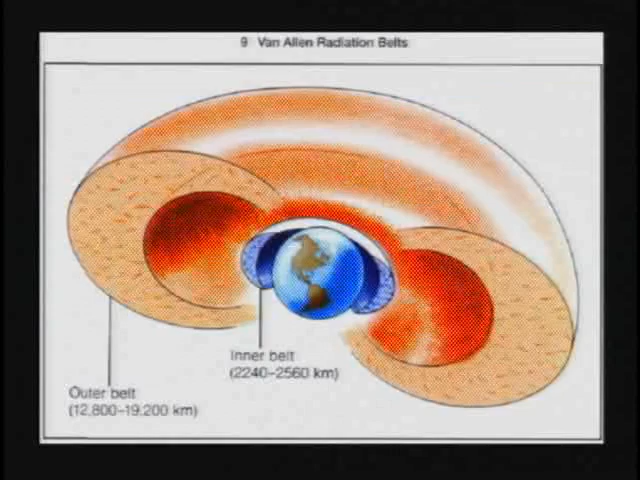 9 Van Allen Radiation Belts
Inner belt
(2240–2560 km)
Outer belt
(12,800–19,200 km)